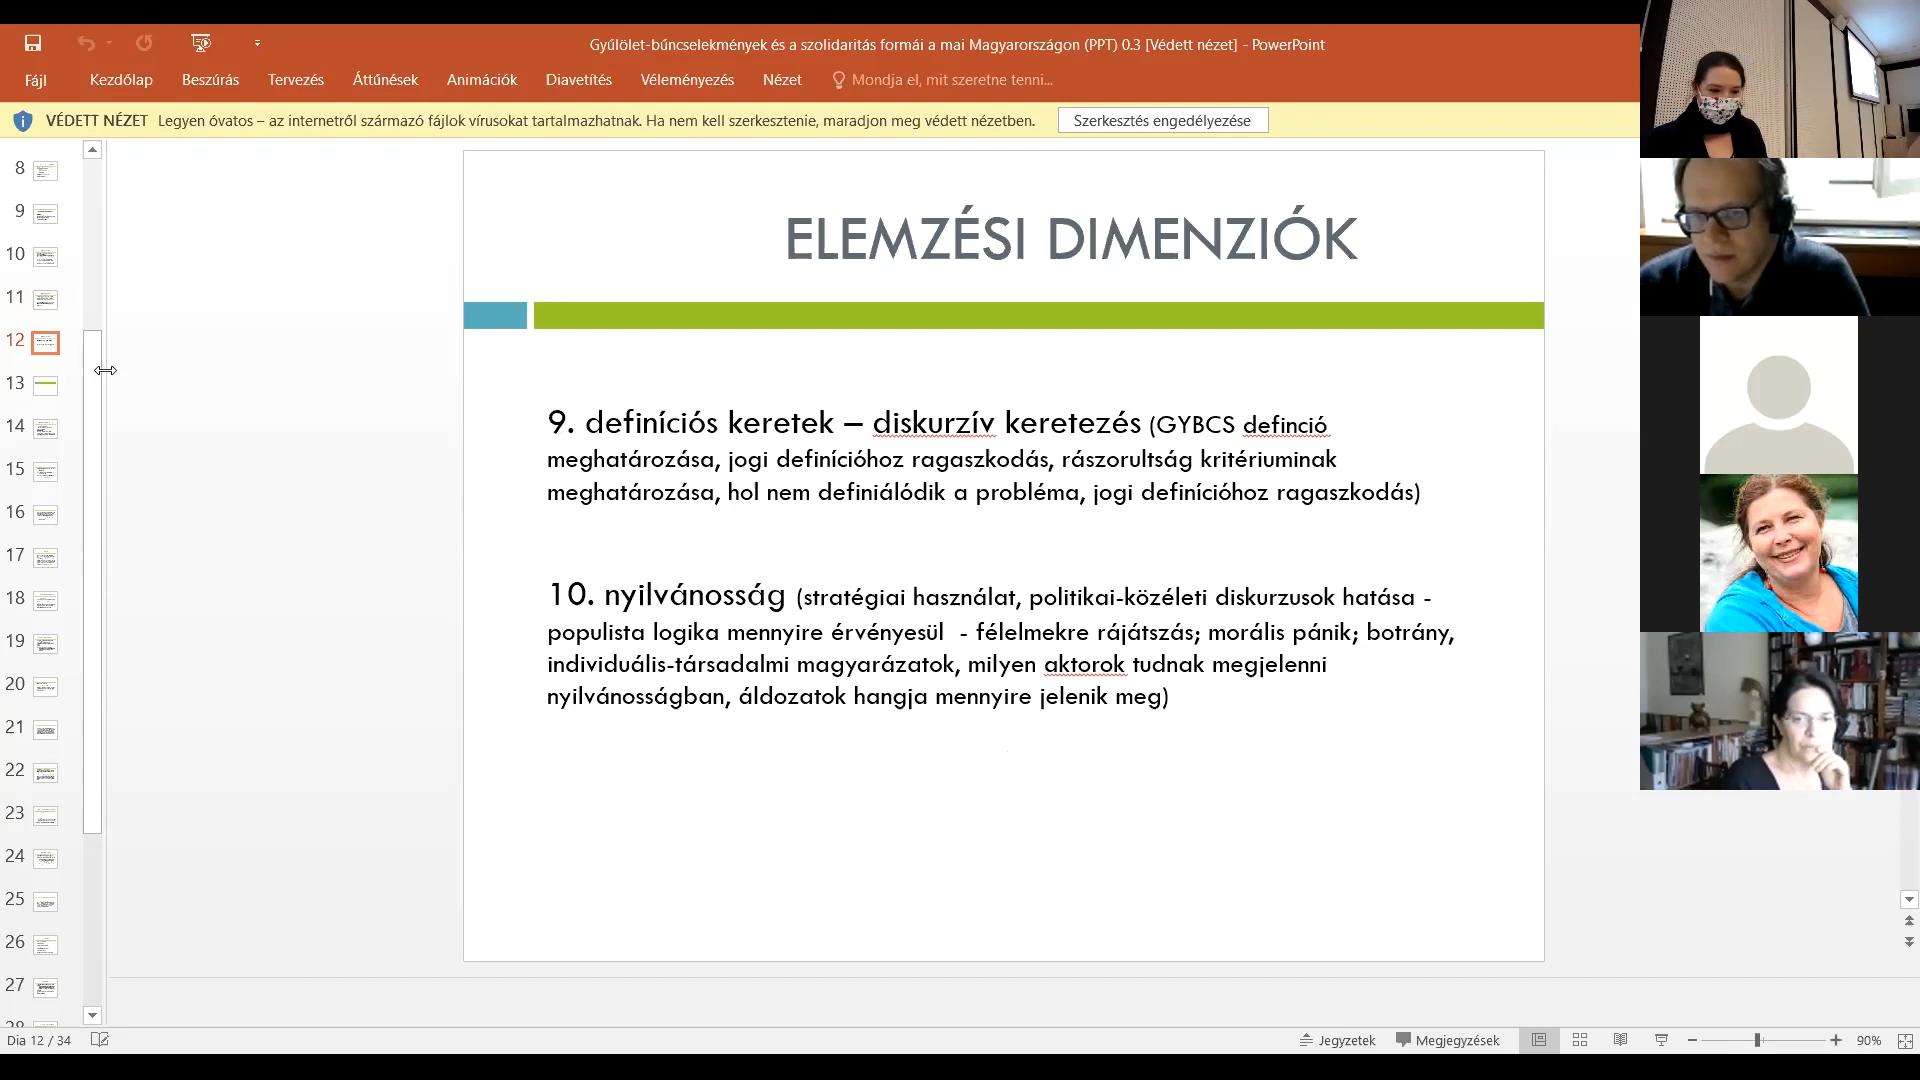 Gyűlölet-bűncselekmények és a szolidaritás formái a mai Magyarországon (PPT) 0.3 [Védett nézet] - PowerPoint
Fájl Kezdőlap Beszúrás Tervezés Áttűnések Animációk Diavetítés Véleményezés Nézet Mondja el, mit szeretne tenni...
VÉDETT NÉZET Legyen óvatos – az internetről származó fájlok vírusokat tartalmazhatnak. Ha nem kell szerkesztenie, maradjon meg védett nézetben. Szerkesztés engedélyezése
8
9
10
11
12
13
14
15
16
17
18
19
20
21
22
23
24
25
26
27
28
ELEMZÉSI DIMENZIÓK
9. definíciós keretek – diskurzív keretezés (GYBCS definció
meghatározása, jogi definícióhoz ragaszkodás, rászorultság kritériuminak
meghatározása, hol nem definiálódik a probléma, jogi definícióhoz ragaszkodás)
10. nyilvánosság (stratégiai használat, politikai-közéleti diskurzusok hatása -
populista logika mennyire érvényesül - félelmekre rájátszás; morális pánik; botrány,
individuális-társadalmi magyarázatok, milyen aktorok tudnak megjelenni
nyilvánosságban, áldozatok hangja mennyire jelenik meg)
Dia 12 / 34 Jegyzetek Megjegyzések 90%